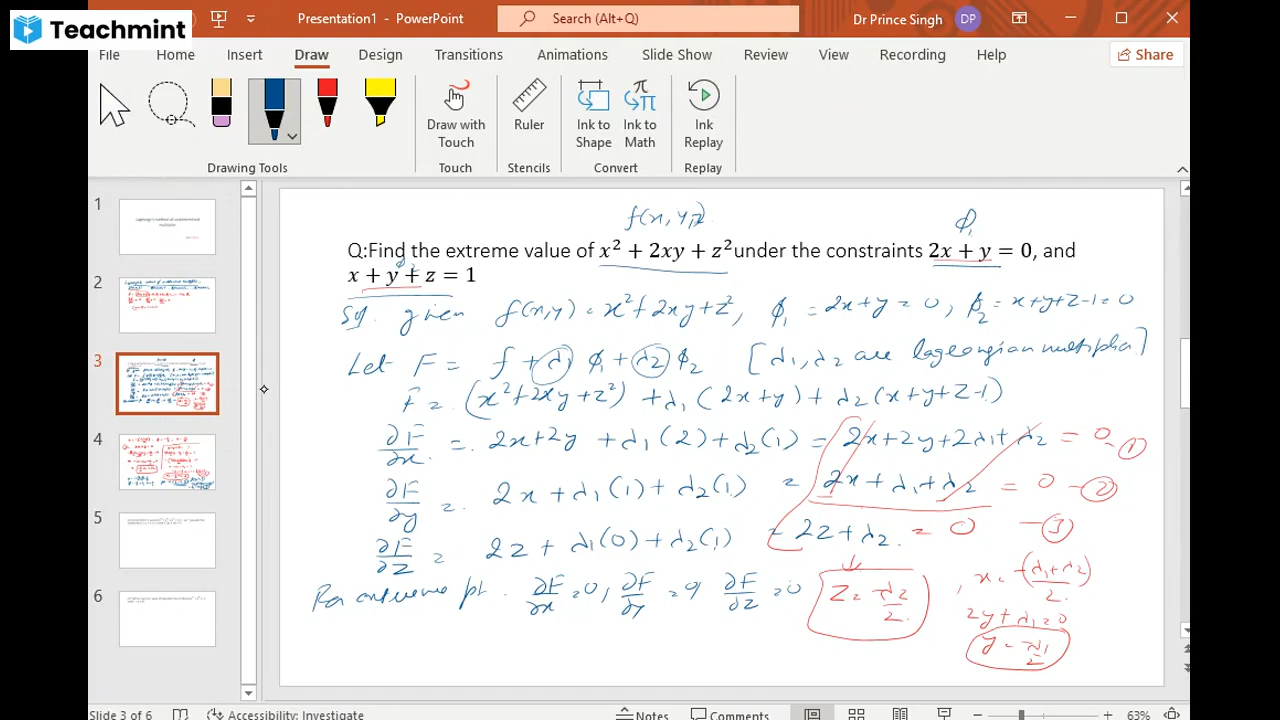 Teachmint
Presentation1 - PowerPoint
Search (Alt+Q)
Dr Prince Singh
DP
File Home Insert Draw Design Transitions Animations Slide Show Review View Recording Help Share
Draw with Touch
Ruler
Ink to Shape
Ink to Math
Ink Replay
Drawing Tools Touch Stencils Convert Replay
1
2
3
4
5
6
f(x, y, z)
ϕ₁
Q:Find the extreme value of x² + 2xy + z² under the constraints 2x + y = 0, and
x + y + z = 1
Sol. given f(x,y) = x²+2xy+z², ϕ₁ = 2x+y = 0, ϕ₂ = x+y+z-1=0
Let F = f + λ₁ ϕ₁ + λ₂ ϕ₂ [λ₁, λ₂ are lagrangian multiplier]
F = (x²+2xy+z²) + λ₁(2x+y) + λ₂(x+y+z-1)
∂F/∂x = 2x+2y + λ₁(2) + λ₂(1) = 2x+2y+2λ₁+λ₂ = 0 -①
∂F/∂y = 2x + λ₁(1) + λ₂(1) = 2x + λ₁ + λ₂ = 0 -②
∂F/∂z = 2z + λ₁(0) + λ₂(1) = 2z + λ₂ = 0 -③
For extreme pt. ∂F/∂x = 0, ∂F/∂y = 0, ∂F/∂z = 0
z = -λ₂/2
, x = -(λ₁+λ₂)/2
2y + λ₁ = 0
y = -λ₁/2
Slide 3 of 6
Accessibility: Investigate
Notes
Comments
63%